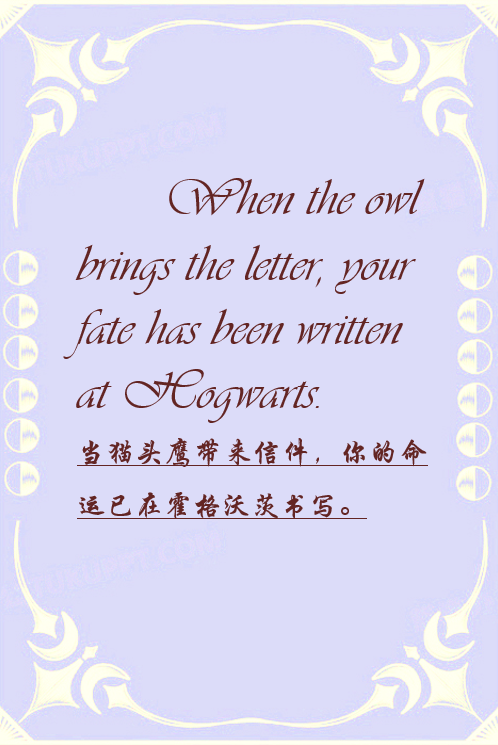 When the owl
brings the letter, your
fate has been written
at Hogwarts.
当猫头鹰带来信件，你的命
运已在霍格沃茨书写。